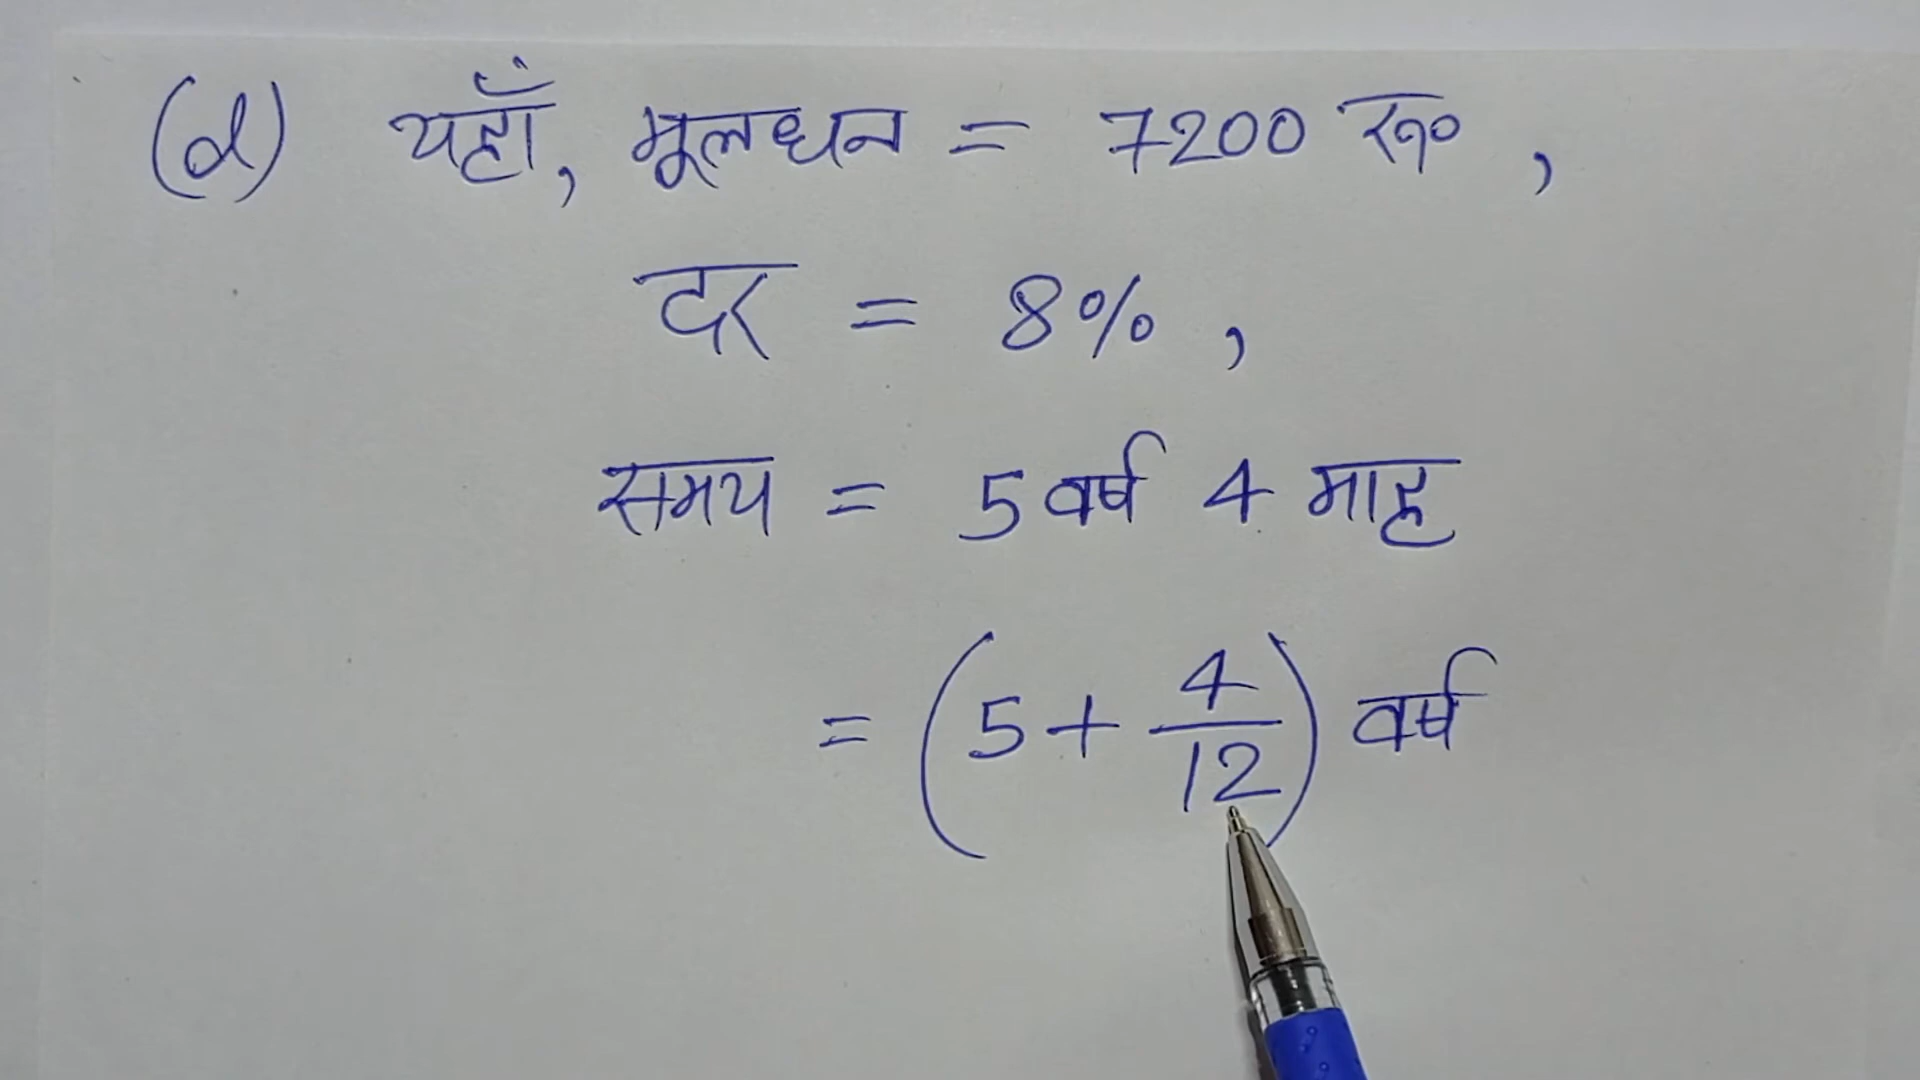 (d) यहाँ, मूलधन = 7200 रु०,
दर = 8%,
समय = 5 वर्ष 4 माह
= (5 + 4/12) वर्ष